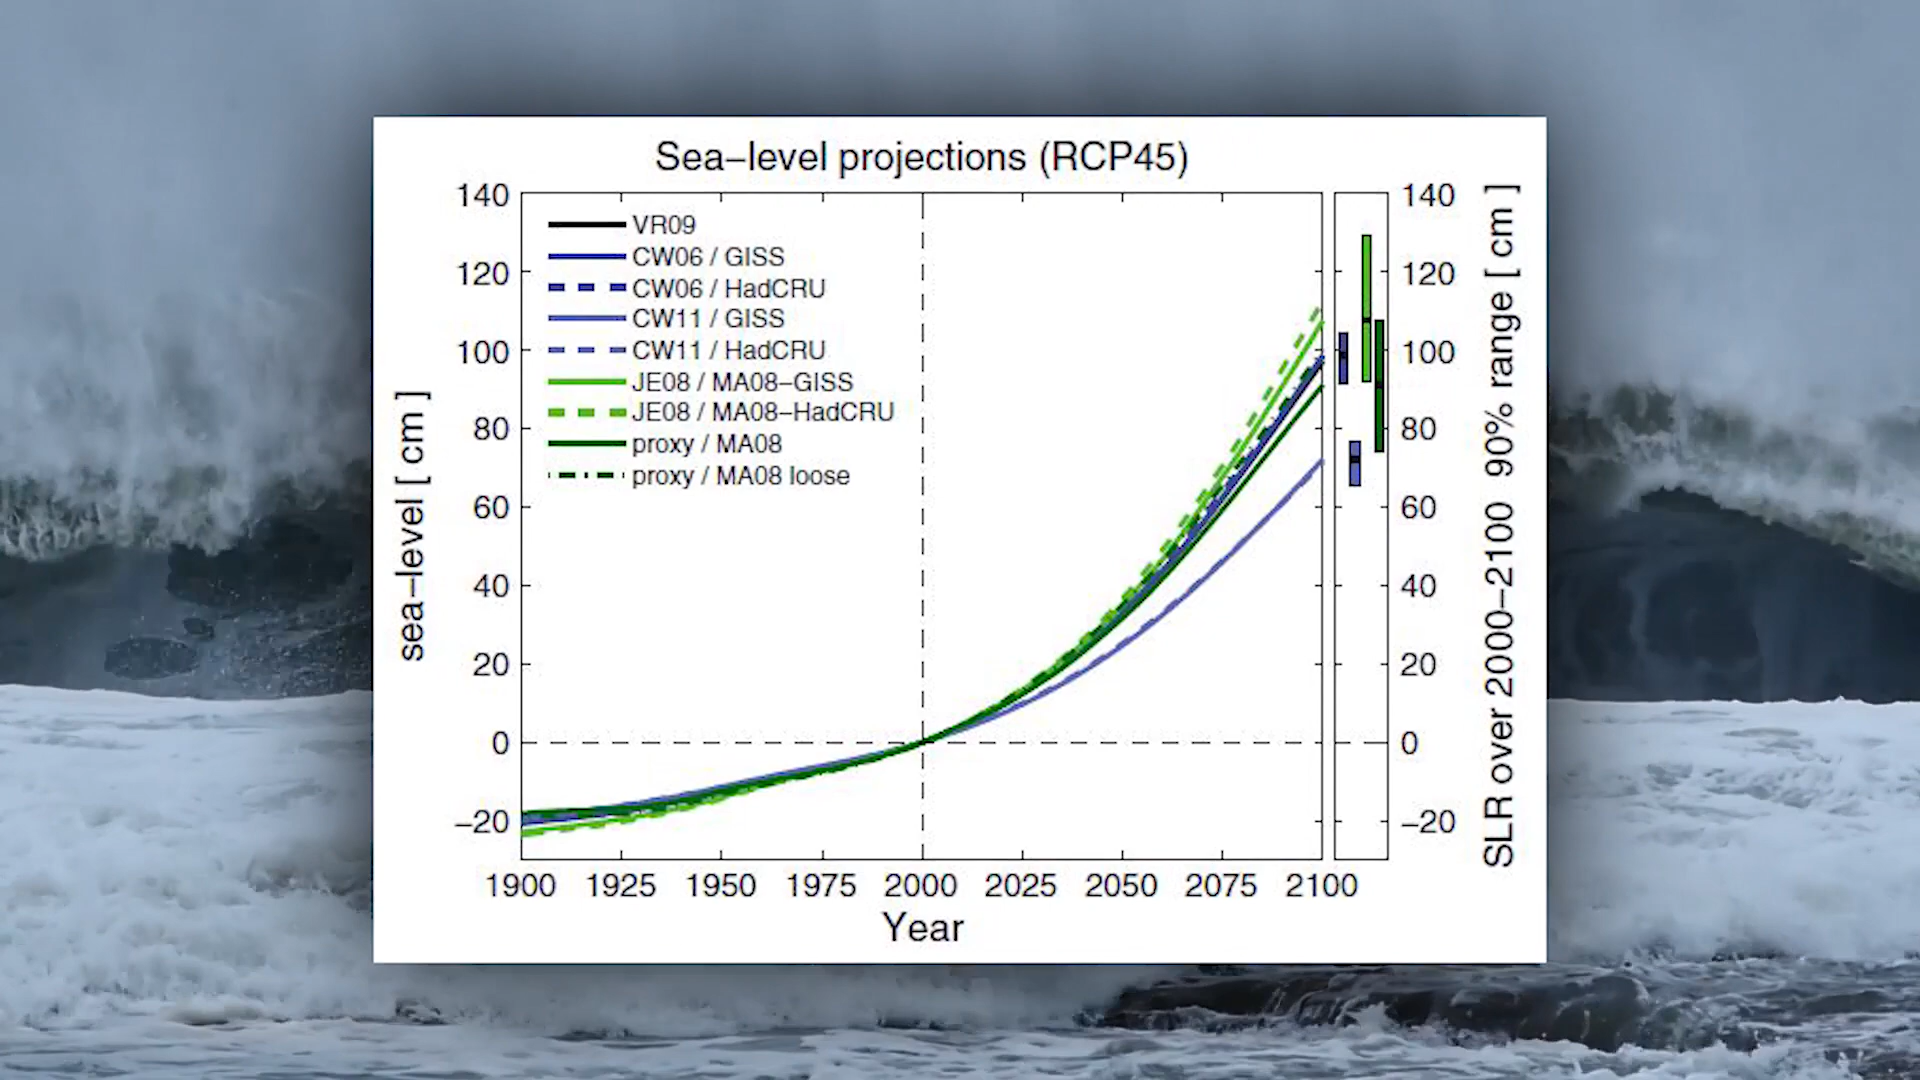 Sea–level projections (RCP45)
140
120
100
80
60
40
20
0
–20
sea–level [ cm ]
VR09
CW06 / GISS
CW06 / HadCRU
CW11 / GISS
CW11 / HadCRU
JE08 / MA08–GISS
JE08 / MA08–HadCRU
proxy / MA08
proxy / MA08 loose
1900 1925 1950 1975 2000 2025 2050 2075 2100
Year
140
120
100
80
60
40
20
0
–20
SLR over 2000–2100 90% range [ cm ]